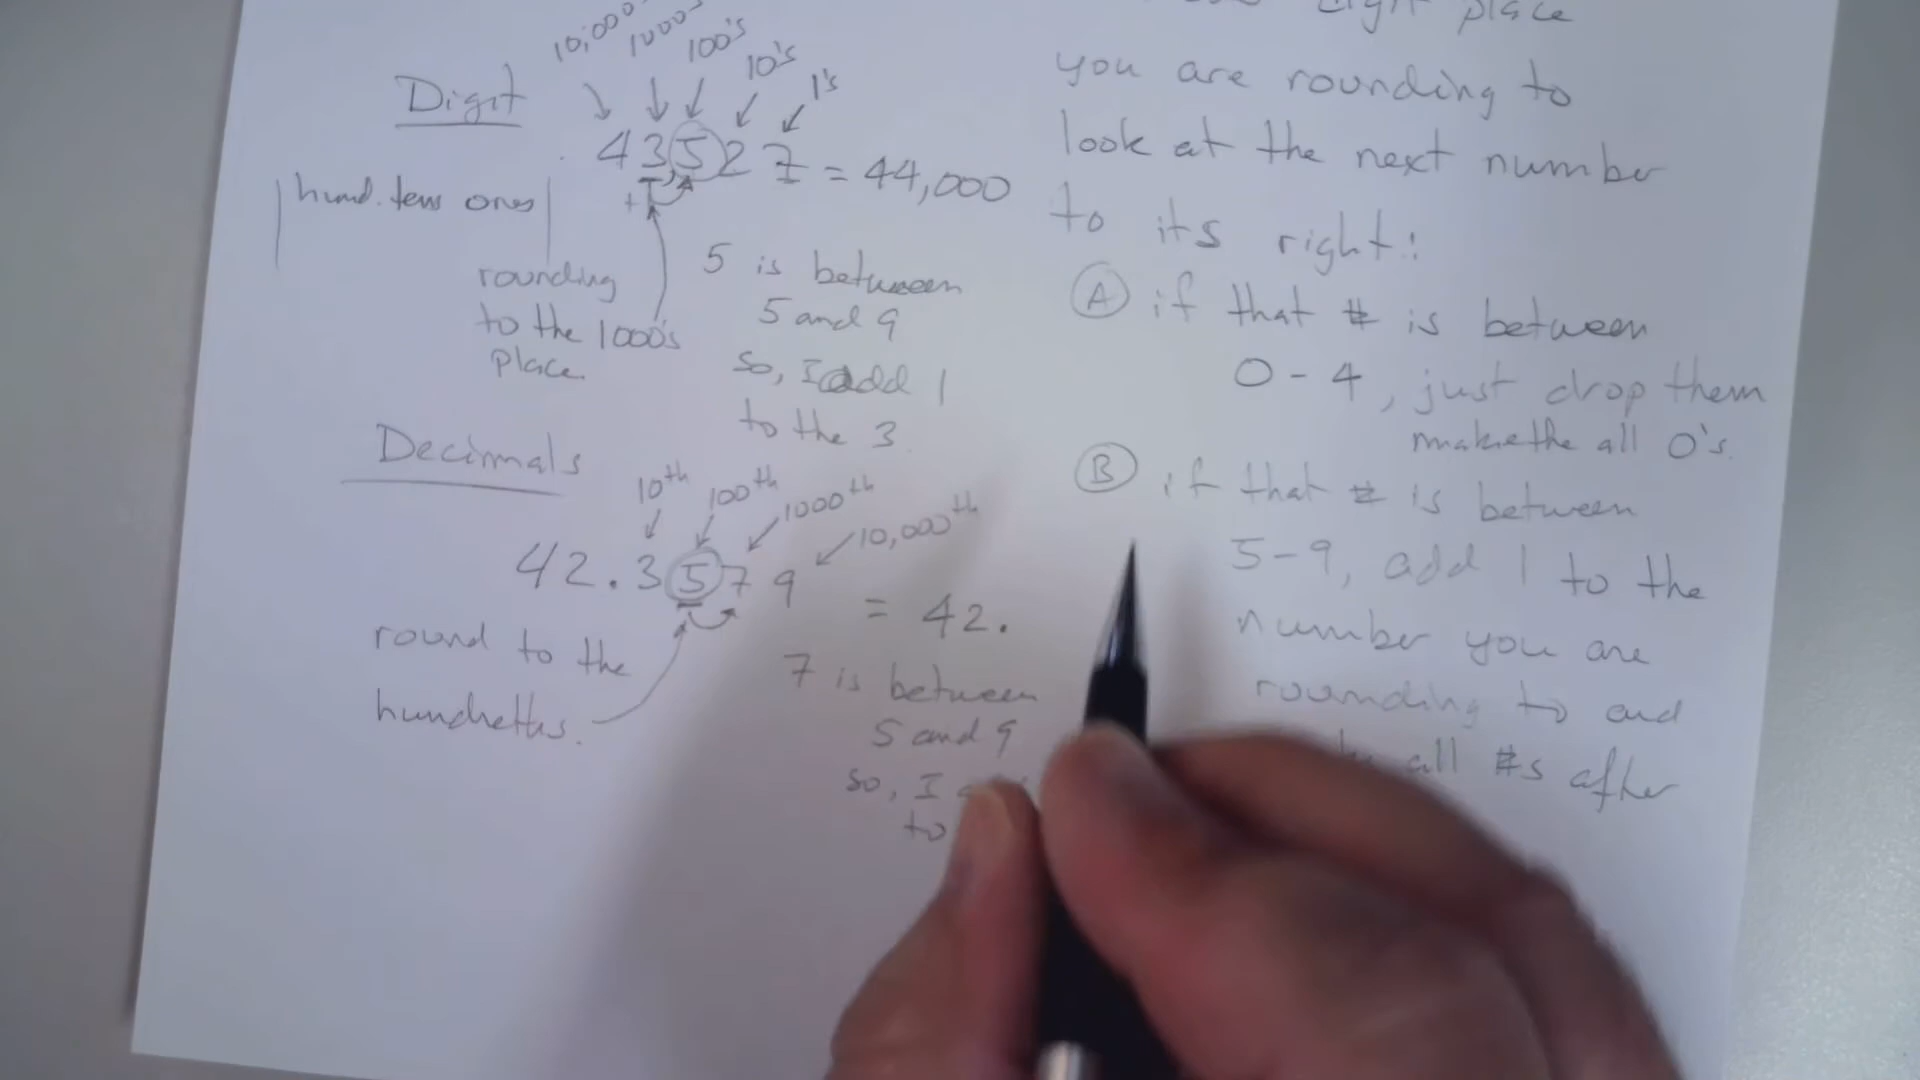 digit place
you are rounding to
look at the next number
to its right:
A if that # is between
0-4, just drop them
make the all 0's.
B if that # is between
5-9, add 1 to the
number you are
rounding to and
all #s after
10,000 1000's 100's 10's 1's
Digit
43527 = 44,000
hund. tens ones
+1
rounding
to the 1000's
place.
5 is between
5 and 9
so, I add 1
to the 3.
Decimals
10th 100th 1000th 10,000th
42.3579 = 42.
round to the
7 is between
5 and 9
so, I
to